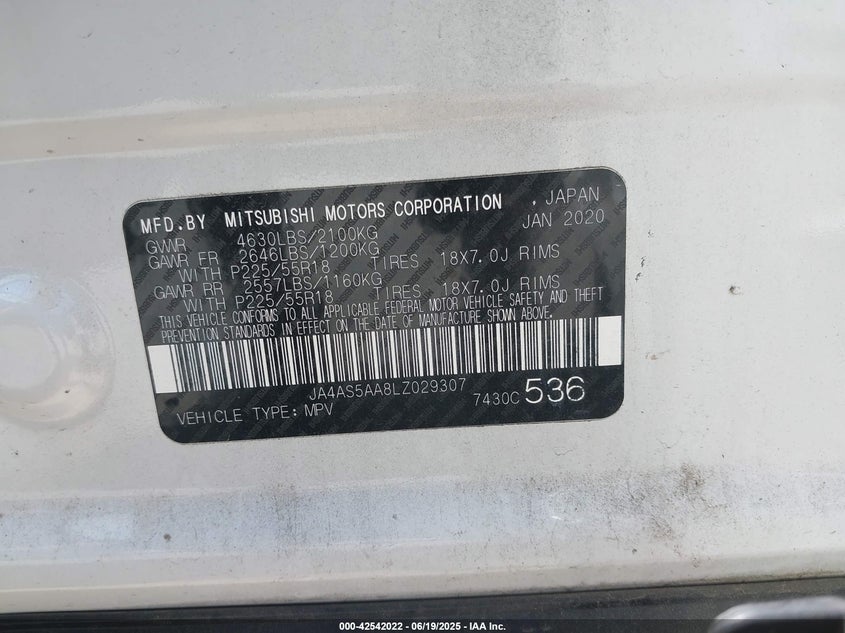 MFD.BY MITSUBISHI MOTORS CORPORATION , JAPAN
GVWR 4630LBS/2100KG JAN 2020
GAWR FR 2646LBS/1200KG
WITH P225/55R18 TIRES 18X7.0J RIMS
GAWR RR 2557LBS/1160KG
WITH P225/55R18 TIRES 18X7.0J RIMS
THIS VEHICLE CONFORMS TO ALL APPLICABLE FEDERAL MOTOR VEHICLE SAFETY AND THEFT
PREVENTION STANDARDS IN EFFECT ON THE DATE OF MANUFACTURE SHOWN ABOVE.
JA4AS5AA8LZ029307
VEHICLE TYPE: MPV 7430C 536
000-42542022 - 06/19/2025 - IAA Inc.